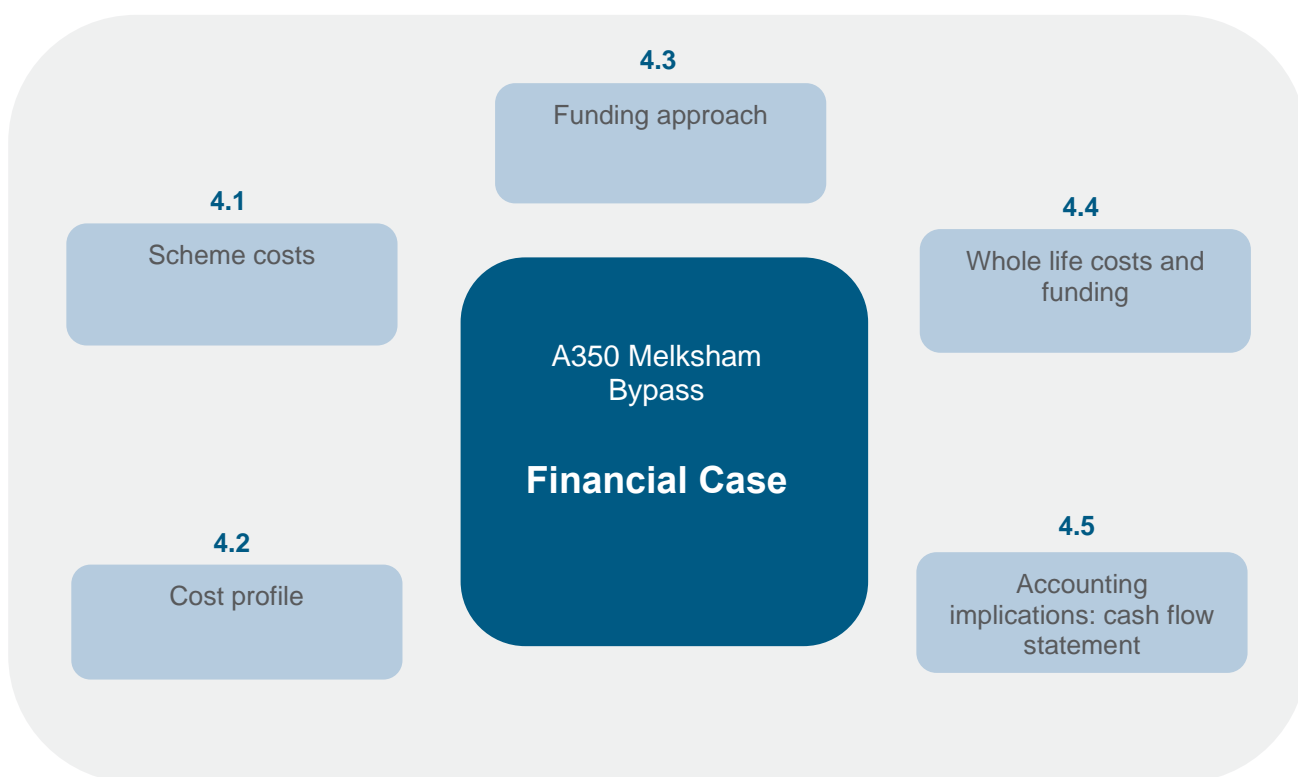 4.3
Funding approach
4.1
Scheme costs
4.4
Whole life costs and
funding
A350 Melksham
Bypass
Financial Case
4.2
Cost profile
4.5
Accounting
implications: cash flow
statement